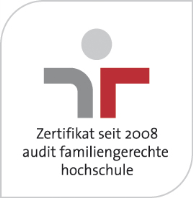 Zertifikat seit 2008
audit familiengerechte
hochschule